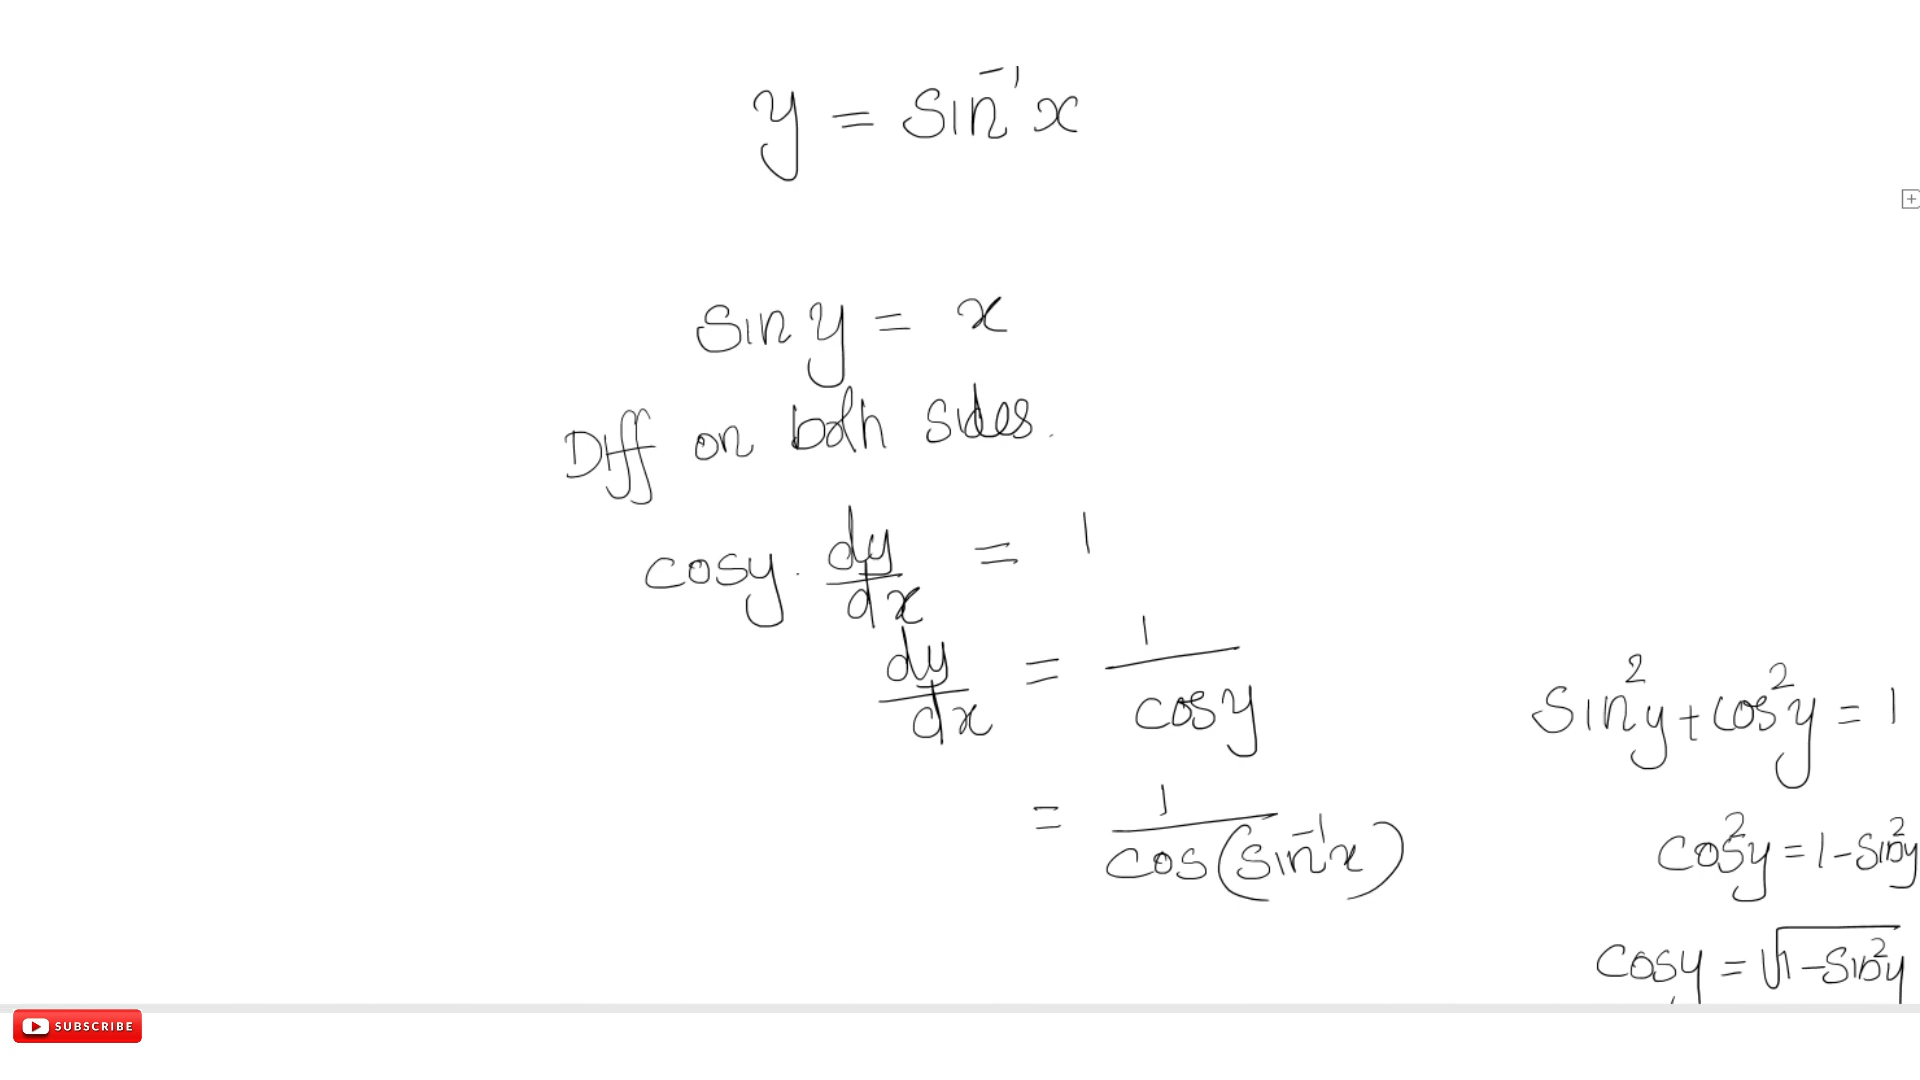 y = sin⁻¹x
sin y = x
Diff on both sides.
cosy · dy/dx = 1
dy/dx = 1/cosy
= 1/cos(sin⁻¹x)
sin²y + cos²y = 1
cos²y = 1 - sin²y
cosy = √1 - sin²y
SUBSCRIBE